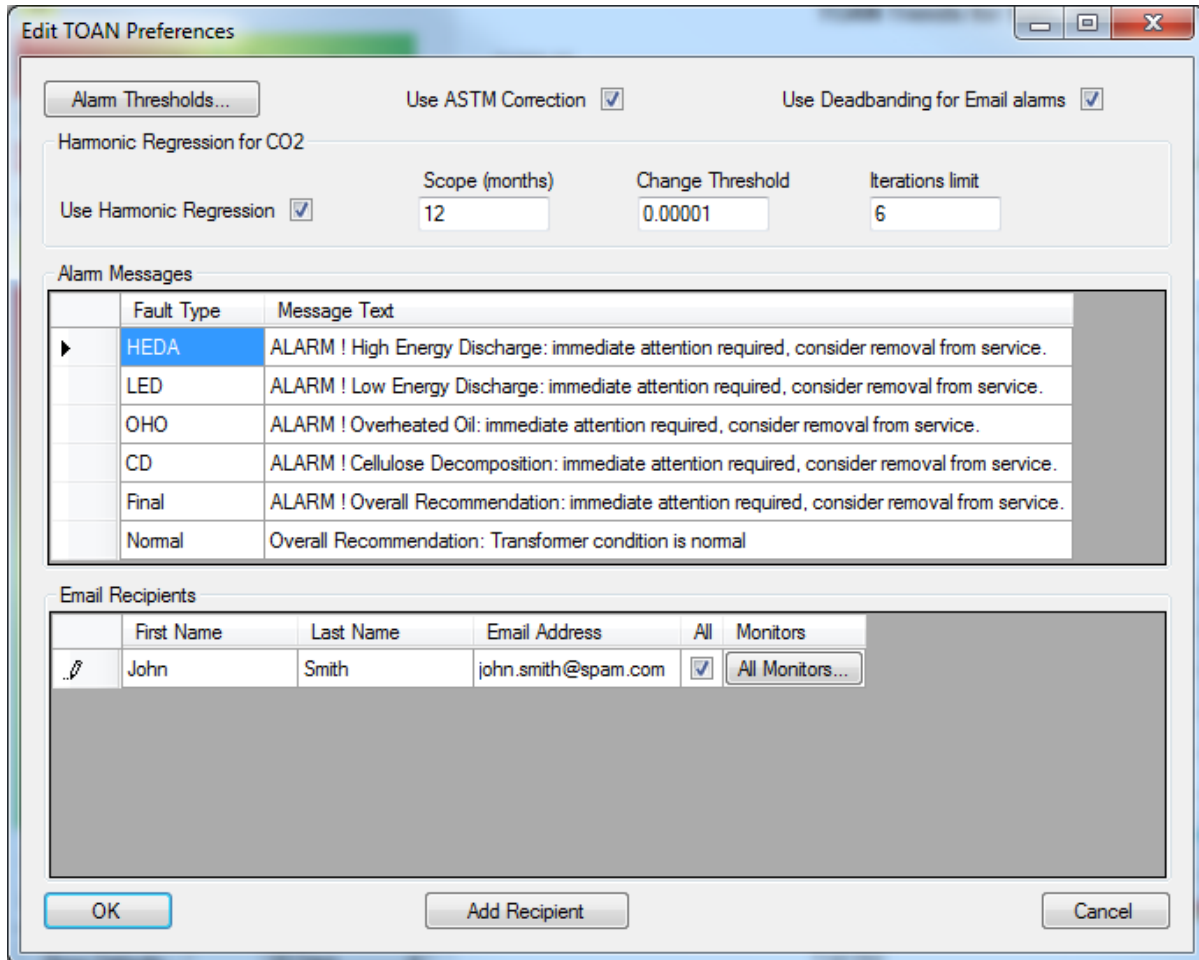 Edit TOAN Preferences
Alarm Thresholds...
Use ASTM Correction
Use Deadbanding for Email alarms
Harmonic Regression for CO2
Scope (months)
Change Threshold
Iterations limit
Use Harmonic Regression
12
0.00001
6
Alarm Messages
Fault Type Message Text
HEDA ALARM ! High Energy Discharge: immediate attention required, consider removal from service.
LED ALARM ! Low Energy Discharge: immediate attention required, consider removal from service.
OHO ALARM ! Overheated Oil: immediate attention required, consider removal from service.
CD ALARM ! Cellulose Decomposition: immediate attention required, consider removal from service.
Final ALARM ! Overall Recommendation: immediate attention required, consider removal from service.
Normal Overall Recommendation: Transformer condition is normal
Email Recipients
First Name Last Name Email Address All Monitors
John Smith john.smith@spam.com All Monitors...
OK
Add Recipient
Cancel